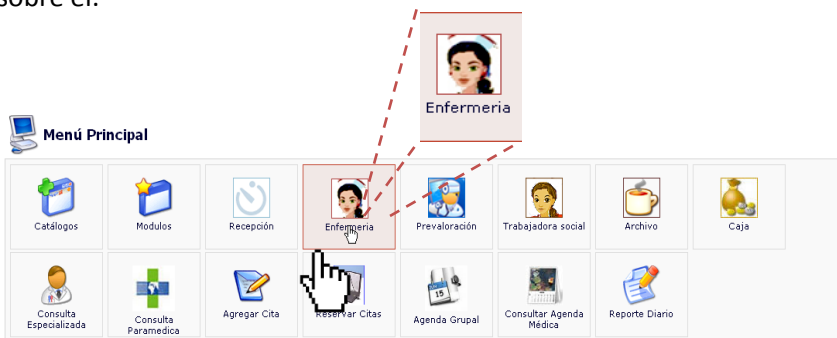 sobre él.
Enfermeria
Menú Principal
Catálogos
Modulos
Recepción
Enfermeria
Prevaloración
Trabajadora social
Archivo
Caja
Consulta
Especializada
Consulta
Paramedica
Agregar Cita
Reservar Citas
Agenda Grupal
Consultar Agenda
Médica
Reporte Diario